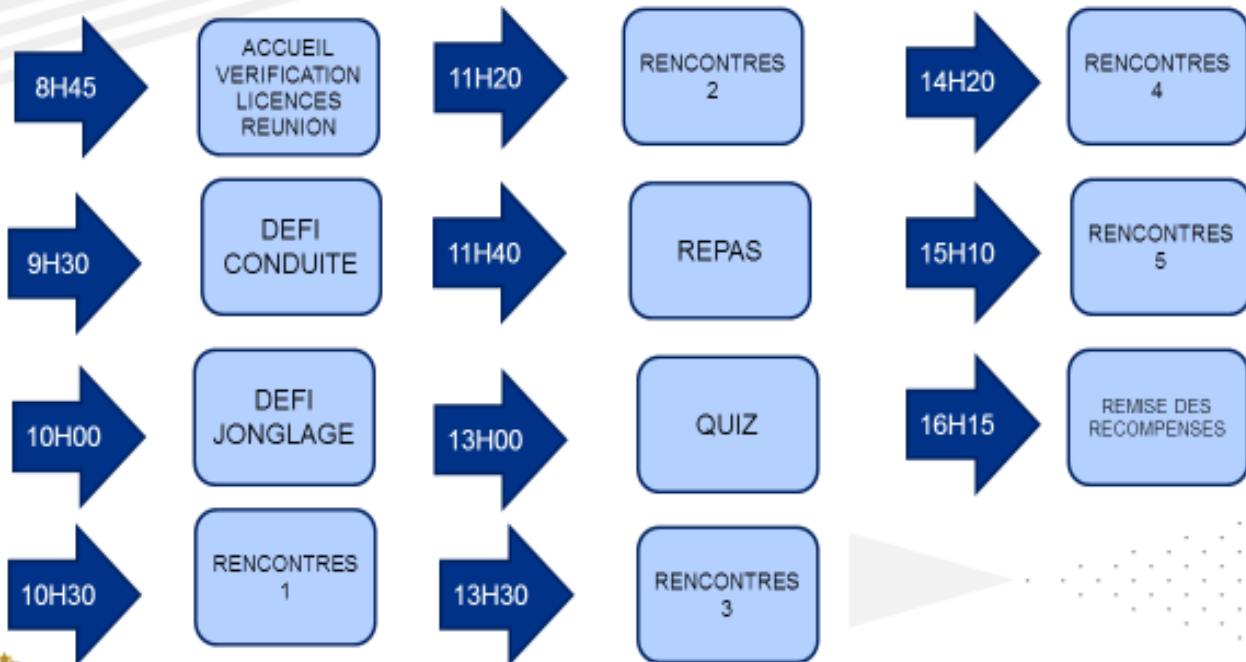 8H45
ACCUEIL
VERIFICATION
LICENCES
REUNION
9H30
DEFI
CONDUITE
10H00
DEFI
JONGLAGE
10H30
RENCONTRES
1
11H20
RENCONTRES
2
11H40
REPAS
13H00
QUIZ
13H30
RENCONTRES
3
14H20
RENCONTRES
4
15H10
RENCONTRES
5
16H15
REMISE DES
RECOMPENSES